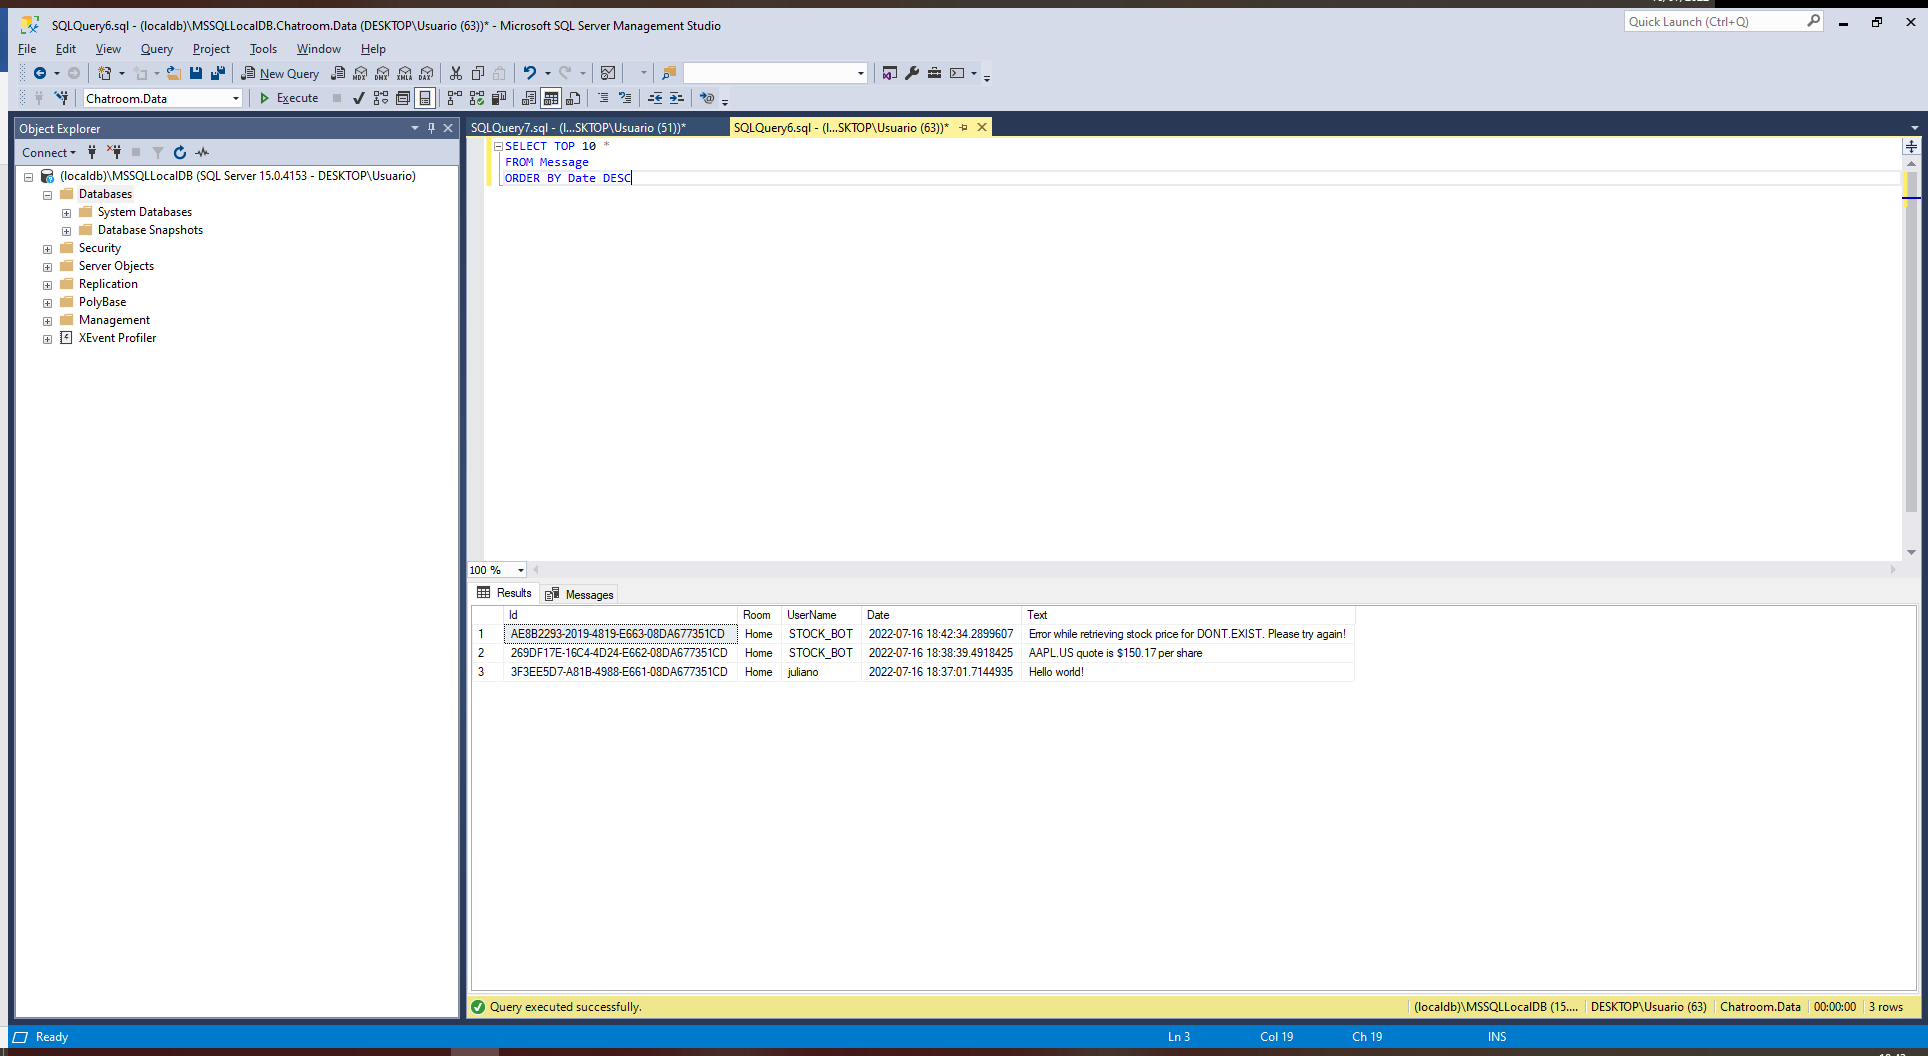 SQLQuery6.sql - (localdb)\MSSQLLocalDB.Chatroom.Data (DESKTOP\Usuario (63))* - Microsoft SQL Server Management Studio
Quick Launch (Ctrl+Q)
File Edit View Query Project Tools Window Help
New Query MDX DMX XMLA DAX
Chatroom.Data Execute
Object Explorer
Connect
(localdb)\MSSQLLocalDB (SQL Server 15.0.4153 - DESKTOP\Usuario)
Databases
System Databases
Database Snapshots
Security
Server Objects
Replication
PolyBase
Management
XEvent Profiler
SQLQuery7.sql - (l...SKTOP\Usuario (51))* SQLQuery6.sql - (l...SKTOP\Usuario (63))*
SELECT TOP 10 *
FROM Message
ORDER BY Date DESC
100 %
Results Messages
Id Room UserName Date Text
1 AE8B2293-2019-4819-E663-08DA677351CD Home STOCK_BOT 2022-07-16 18:42:34.2899607 Error while retrieving stock price for DONT.EXIST. Please try again!
2 269DF17E-16C4-4D24-E662-08DA677351CD Home STOCK_BOT 2022-07-16 18:38:39.4918425 AAPL.US quote is $150.17 per share
3 3F3EE5D7-A81B-4988-E661-08DA677351CD Home juliano 2022-07-16 18:37:01.7144935 Hello world!
Query executed successfully. (localdb)\MSSQLLocalDB (15.... DESKTOP\Usuario (63) Chatroom.Data 00:00:00 3 rows
Ready Ln 3 Col 19 Ch 19 INS